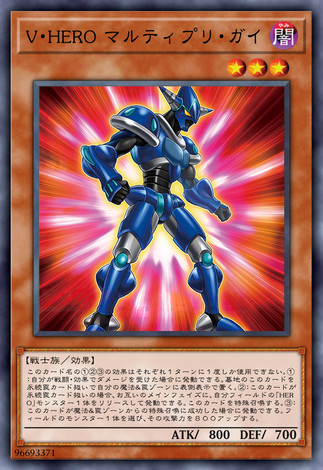 V・HERO マルティプリ・ガイ
闇
やみ
【戦士族／効果】
このカード名の①②③の効果はそれぞれ１ターンに１度しか使用できない。①
：自分が戦闘・効果でダメージを受けた場合に発動できる。墓地のこのカードを
永続罠カード扱いで自分の魔法＆罠ゾーンに表側表示で置く。②：このカードが
永続罠カード扱いの場合、お互いのメインフェイズに、自分フィールドの「HER
O」モンスター１体をリリースして発動できる。このカードを特殊召喚する。③：
このカードが魔法＆罠ゾーンからの特殊召喚に成功した場合に発動できる。フ
ィールドのモンスター１体を選び、その攻撃力を８００アップする。
ATK/ 800 DEF/ 700
96693371